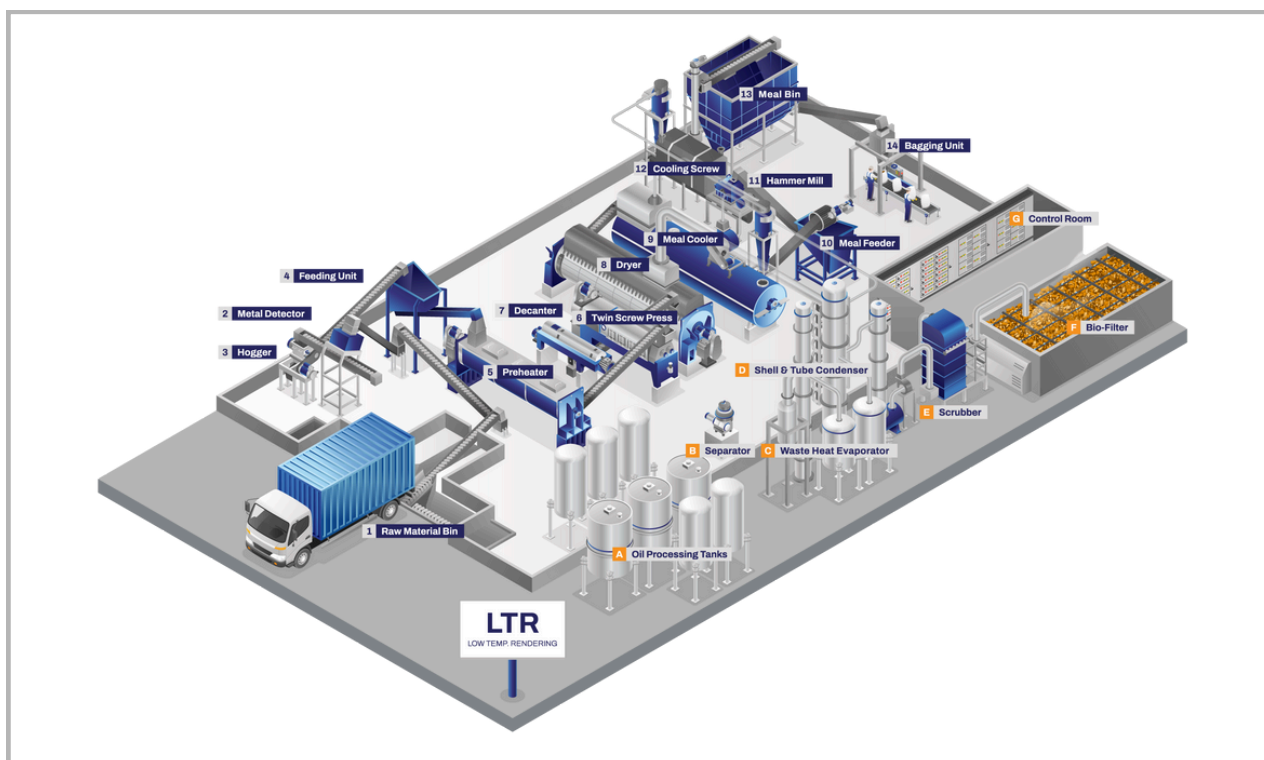 13 Meal Bin
14 Bagging Unit
12 Cooling Screw
11 Hammer Mill
G Control Room
9 Meal Cooler
10 Meal Feeder
8 Dryer
4 Feeding Unit
2 Metal Detector
7 Decanter
6 Twin Screw Press
F Bio-Filter
3 Hogger
5 Preheater
D Shell & Tube Condenser
E Scrubber
B Separator
C Waste Heat Evaporator
1 Raw Material Bin
A Oil Processing Tanks
LTR
LOW TEMP. RENDERING